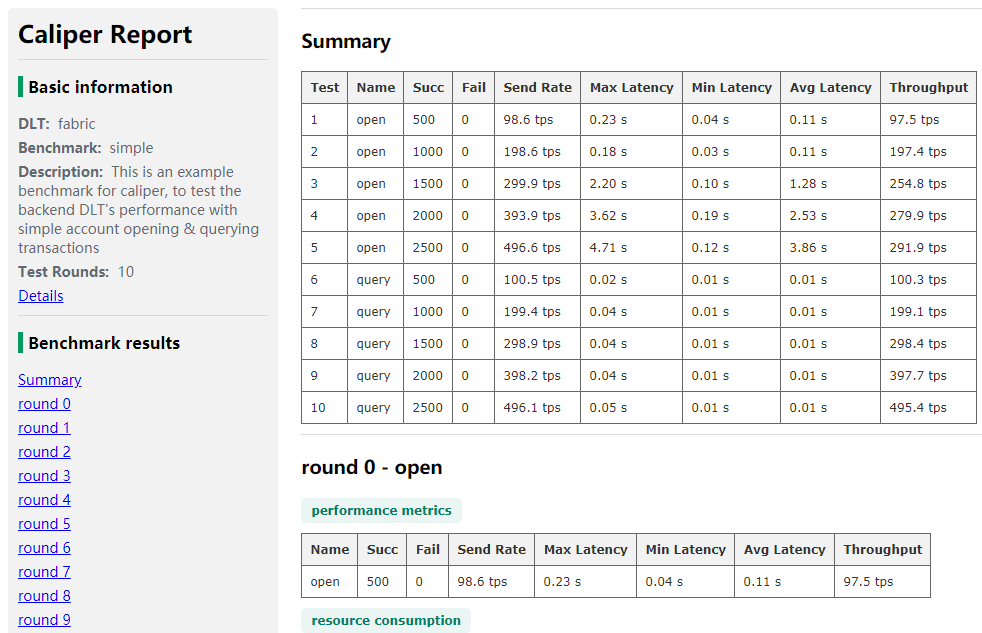 Caliper Report
Basic information
DLT: fabric
Benchmark: simple
Description: This is an example
benchmark for caliper, to test the
backend DLT's performance with
simple account opening & querying
transactions
Test Rounds: 10
Details
Benchmark results
Summary
round 0
round 1
round 2
round 3
round 4
round 5
round 6
round 7
round 8
round 9
Summary
Test Name Succ Fail Send Rate Max Latency Min Latency Avg Latency Throughput
1 open 500 0 98.6 tps 0.23 s 0.04 s 0.11 s 97.5 tps
2 open 1000 0 198.6 tps 0.18 s 0.03 s 0.11 s 197.4 tps
3 open 1500 0 299.9 tps 2.20 s 0.10 s 1.28 s 254.8 tps
4 open 2000 0 393.9 tps 3.62 s 0.19 s 2.53 s 279.9 tps
5 open 2500 0 496.6 tps 4.71 s 0.12 s 3.86 s 291.9 tps
6 query 500 0 100.5 tps 0.02 s 0.01 s 0.01 s 100.3 tps
7 query 1000 0 199.4 tps 0.04 s 0.01 s 0.01 s 199.1 tps
8 query 1500 0 298.9 tps 0.04 s 0.01 s 0.01 s 298.4 tps
9 query 2000 0 398.2 tps 0.04 s 0.01 s 0.01 s 397.7 tps
10 query 2500 0 496.1 tps 0.05 s 0.01 s 0.01 s 495.4 tps
round 0 - open
performance metrics
Name Succ Fail Send Rate Max Latency Min Latency Avg Latency Throughput
open 500 0 98.6 tps 0.23 s 0.04 s 0.11 s 97.5 tps
resource consumption